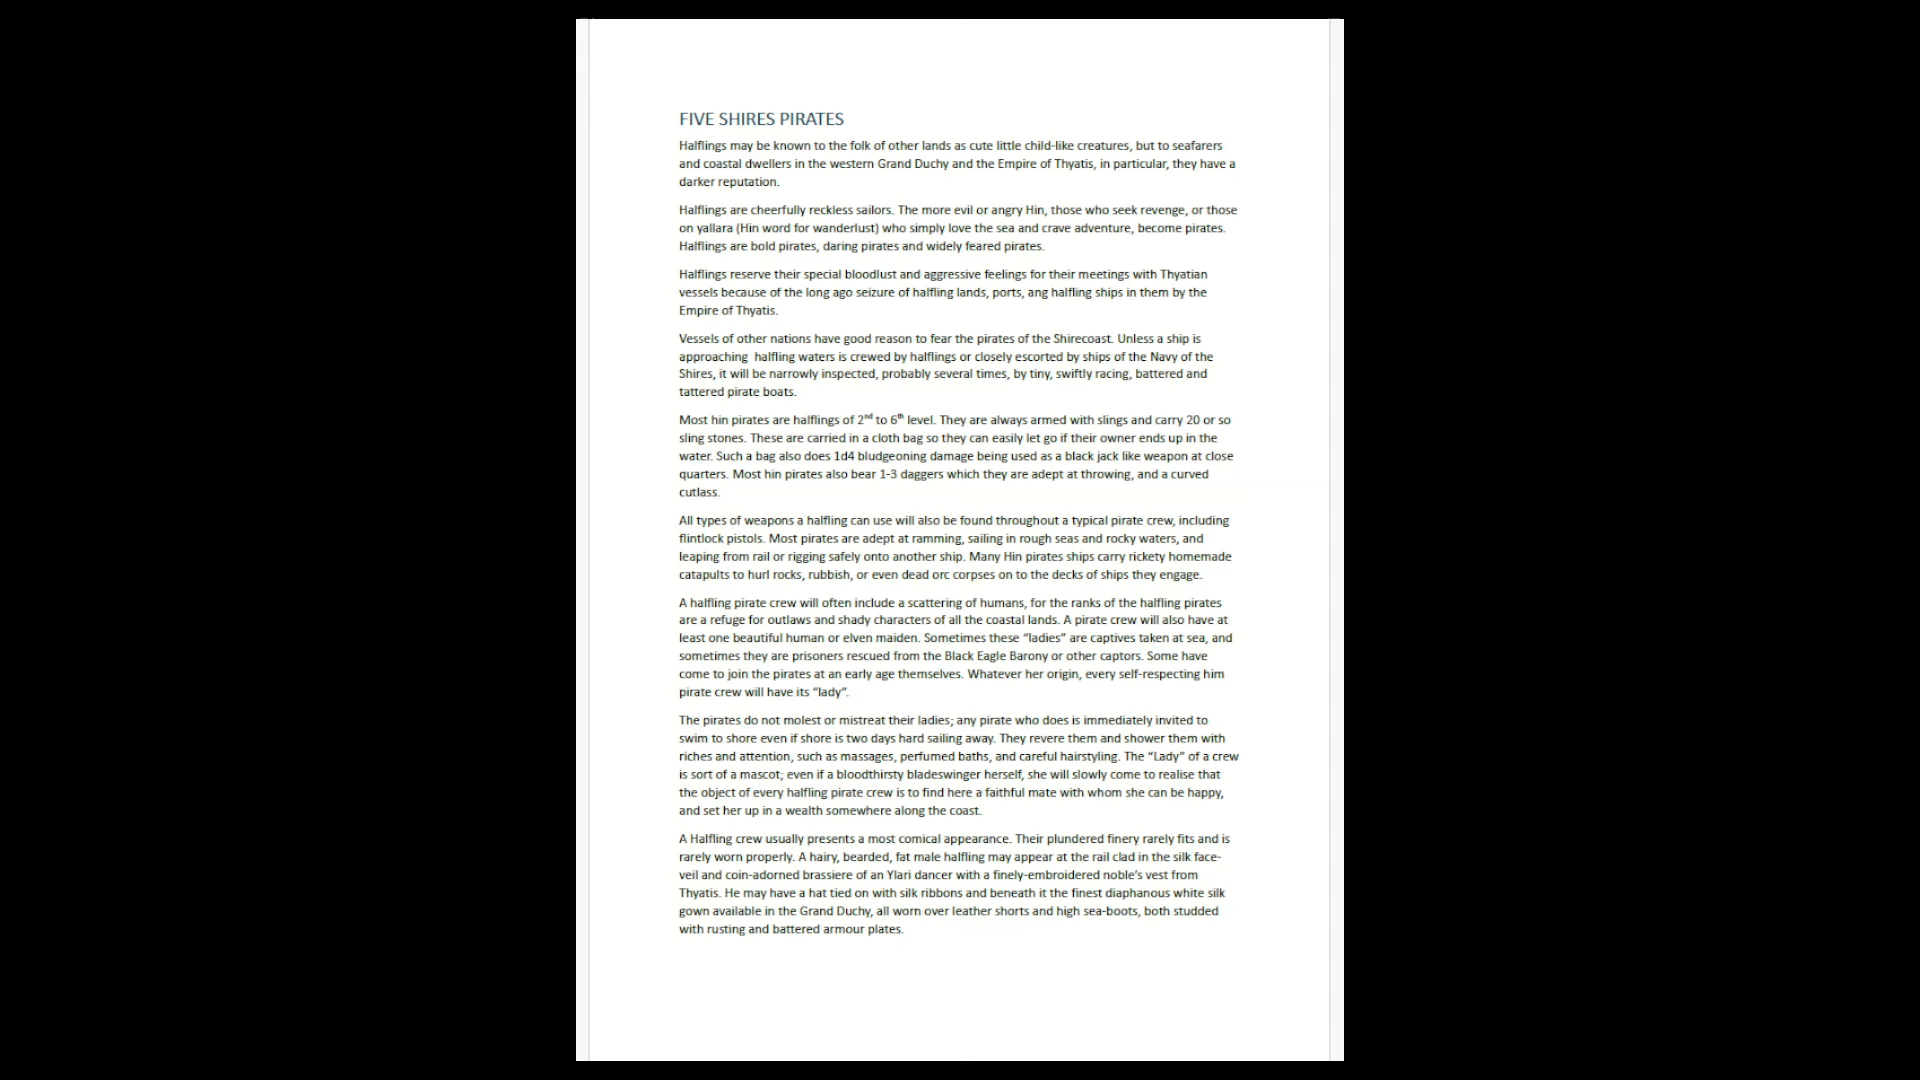 FIVE SHIRES PIRATES
Halflings may be known to the folk of other lands as cute little child-like creatures, but to seafarers
and coastal dwellers in the western Grand Duchy and the Empire of Thyatis, in particular, they have a
darker reputation.
Halflings are cheerfully reckless sailors. The more evil or angry Hin, those who seek revenge, or those
on yallara (Hin word for wanderlust) who simply love the sea and crave adventure, become pirates.
Halflings are bold pirates, daring pirates and widely feared pirates.
Halflings reserve their special bloodlust and aggressive feelings for their meetings with Thyatian
vessels because of the long ago seizure of halfling lands, ports, ang halfling ships in them by the
Empire of Thyatis.
Vessels of other nations have good reason to fear the pirates of the Shirecoast. Unless a ship is
approaching  halfling waters is crewed by halflings or closely escorted by ships of the Navy of the
Shires, it will be narrowly inspected, probably several times, by tiny, swiftly racing, battered and
tattered pirate boats.
Most hin pirates are halflings of 2nd to 6th level. They are always armed with slings and carry 20 or so
sling stones. These are carried in a cloth bag so they can easily let go if their owner ends up in the
water. Such a bag also does 1d4 bludgeoning damage being used as a black jack like weapon at close
quarters. Most hin pirates also bear 1-3 daggers which they are adept at throwing, and a curved
cutlass.
All types of weapons a halfling can use will also be found throughout a typical pirate crew, including
flintlock pistols. Most pirates are adept at ramming, sailing in rough seas and rocky waters, and
leaping from rail or rigging safely onto another ship. Many Hin pirates ships carry rickety homemade
catapults to hurl rocks, rubbish, or even dead orc corpses on to the decks of ships they engage.
A halfling pirate crew will often include a scattering of humans, for the ranks of the halfling pirates
are a refuge for outlaws and shady characters of all the coastal lands. A pirate crew will also have at
least one beautiful human or elven maiden. Sometimes these “ladies” are captives taken at sea, and
sometimes they are prisoners rescued from the Black Eagle Barony or other captors. Some have
come to join the pirates at an early age themselves. Whatever her origin, every self-respecting him
pirate crew will have its “lady”.
The pirates do not molest or mistreat their ladies; any pirate who does is immediately invited to
swim to shore even if shore is two days hard sailing away. They revere them and shower them with
riches and attention, such as massages, perfumed baths, and careful hairstyling. The “Lady” of a crew
is sort of a mascot; even if a bloodthirsty bladeswinger herself, she will slowly come to realise that
the object of every halfling pirate crew is to find here a faithful mate with whom she can be happy,
and set her up in a wealth somewhere along the coast.
A Halfling crew usually presents a most comical appearance. Their plundered finery rarely fits and is
rarely worn properly. A hairy, bearded, fat male halfling may appear at the rail clad in the silk face-
veil and coin-adorned brassiere of an Ylari dancer with a finely-embroidered noble’s vest from
Thyatis. He may have a hat tied on with silk ribbons and beneath it the finest diaphanous white silk
gown available in the Grand Duchy, all worn over leather shorts and high sea-boots, both studded
with rusting and battered armour plates.